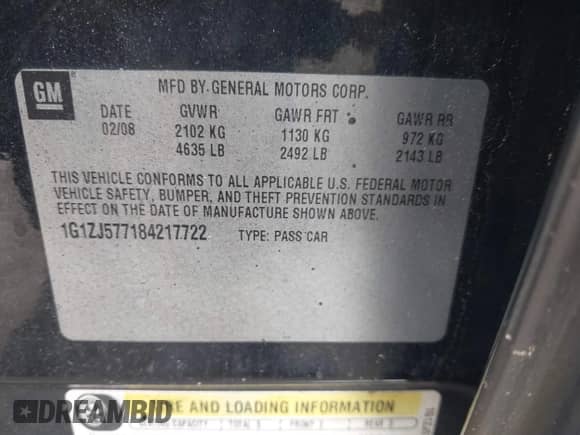 GM
MFD BY GENERAL MOTORS CORP.
DATE GVWR GAWR FRT GAWR RR
02/08 2102 KG 1130 KG 972 KG
4635 LB 2492 LB 2143 LB
THIS VEHICLE CONFORMS TO ALL APPLICABLE U.S. FEDERAL MOTOR
VEHICLE SAFETY, BUMPER, AND THEFT PREVENTION STANDARDS IN
EFFECT ON THE DATE OF MANUFACTURE SHOWN ABOVE.
1G1ZJ577184217722 TYPE: PASS CAR
AND LOADING INFORMATION
CAPACITY TOTAL
DREAMBID